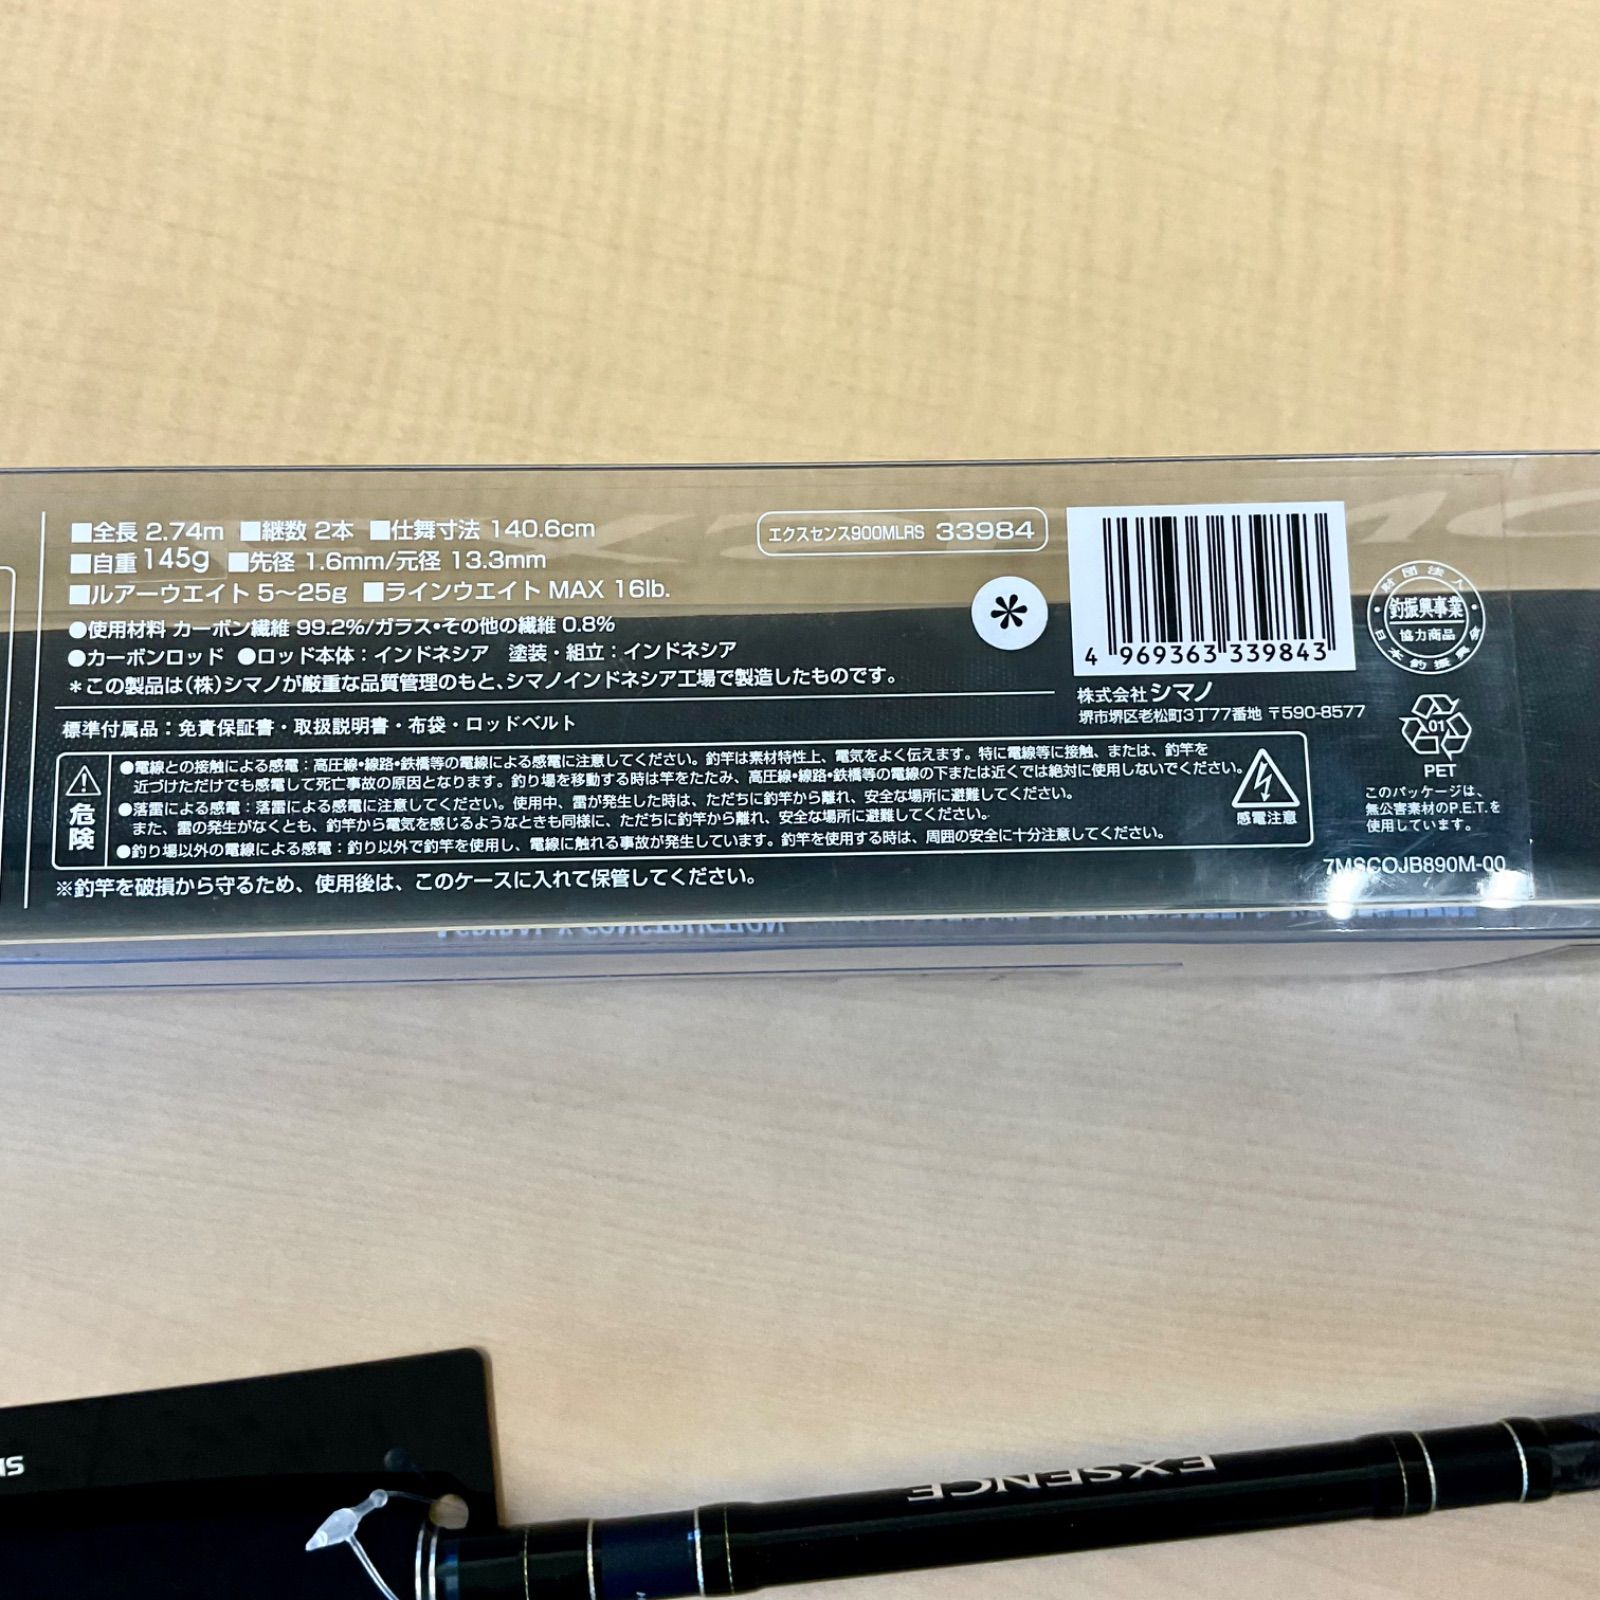 ■全長 2.74m ■継数 2本 ■仕舞寸法 140.6cm
■自重 145g ■先径 1.6mm/元径 13.3mm
■ルアーウエイト 5〜25g ■ラインウエイト MAX 16lb.
●使用材料 カーボン繊維 99.2%/ガラス・その他の繊維 0.8%
●カーボンロッド ●ロッド本体：インドネシア 塗装・組立：インドネシア
＊この製品は(株)シマノが厳重な品質管理のもと、シマノインドネシア工場で製造したものです。
標準付属品：免責保証書・取扱説明書・布袋・ロッドベルト
エクスセンス900MLRS 33984
*
4 969363 339843
株式会社 シマノ
堺市堺区老松町3丁77番地 〒590-8577
財団法人
釣振興事業
協力商品
日本釣振興会
01
PET
このパッケージは、
無公害素材のP.E.T.を
使用しています。
危険
●電線との接触による感電：高圧線・線路・鉄橋等の電線による感電に注意してください。釣竿は素材特性上、電気をよく伝えます。特に電線等に接触、または、釣竿を
近づけただけでも感電して死亡事故の原因となります。釣り場を移動する時は竿をたたみ、高圧線・線路・鉄橋等の電線の下または近くでは絶対に使用しないでください。
●落雷による感電：落雷による感電に注意してください。使用中、雷が発生した時は、ただちに釣竿から離れ、安全な場所に避難してください。
また、雷の発生がなくとも、釣竿から電気を感じるようなときも同様に、ただちに釣竿から離れ、安全な場所に避難してください。
●釣り場以外の電線による感電：釣り以外で釣竿を使用し、電線に触れる事故が発生しています。釣竿を使用する時は、周囲の安全に十分注意してください。
感電注意
※釣竿を破損から守るため、使用後は、このケースに入れて保管してください。
7MSCOJB890M-00
EXSENCE